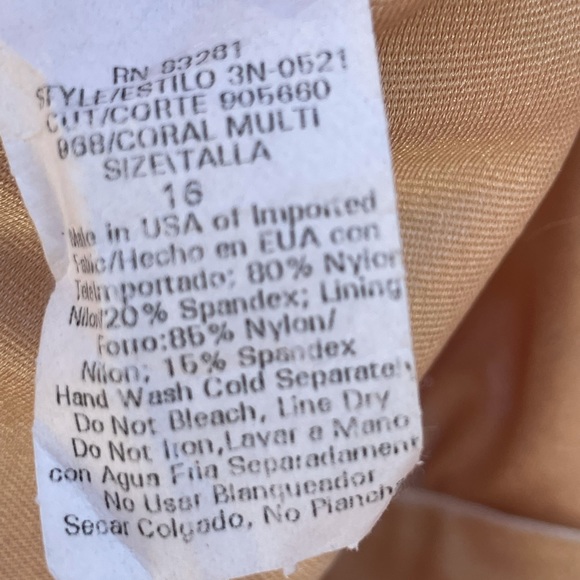 RN 93281
STYLE/ESTILO 3N-0521
CUT/CORTE 905660
968/CORAL MULTI
SIZE\TALLA
16
Made in USA of Imported
Fabic/Hecho en EUA con
Tela Importado; 80% Nylon
Nilon/20% Spandex; Lining
Forro:85% Nylon/
Nilon; 15% Spandex
Hand Wash Cold Separately
Do Not Bleach, Line Dry
Do Not Iron,Lavar a Mano
con Agua Fria Separadament
No Usar Blanqueador
Secar Colgado, No Planch